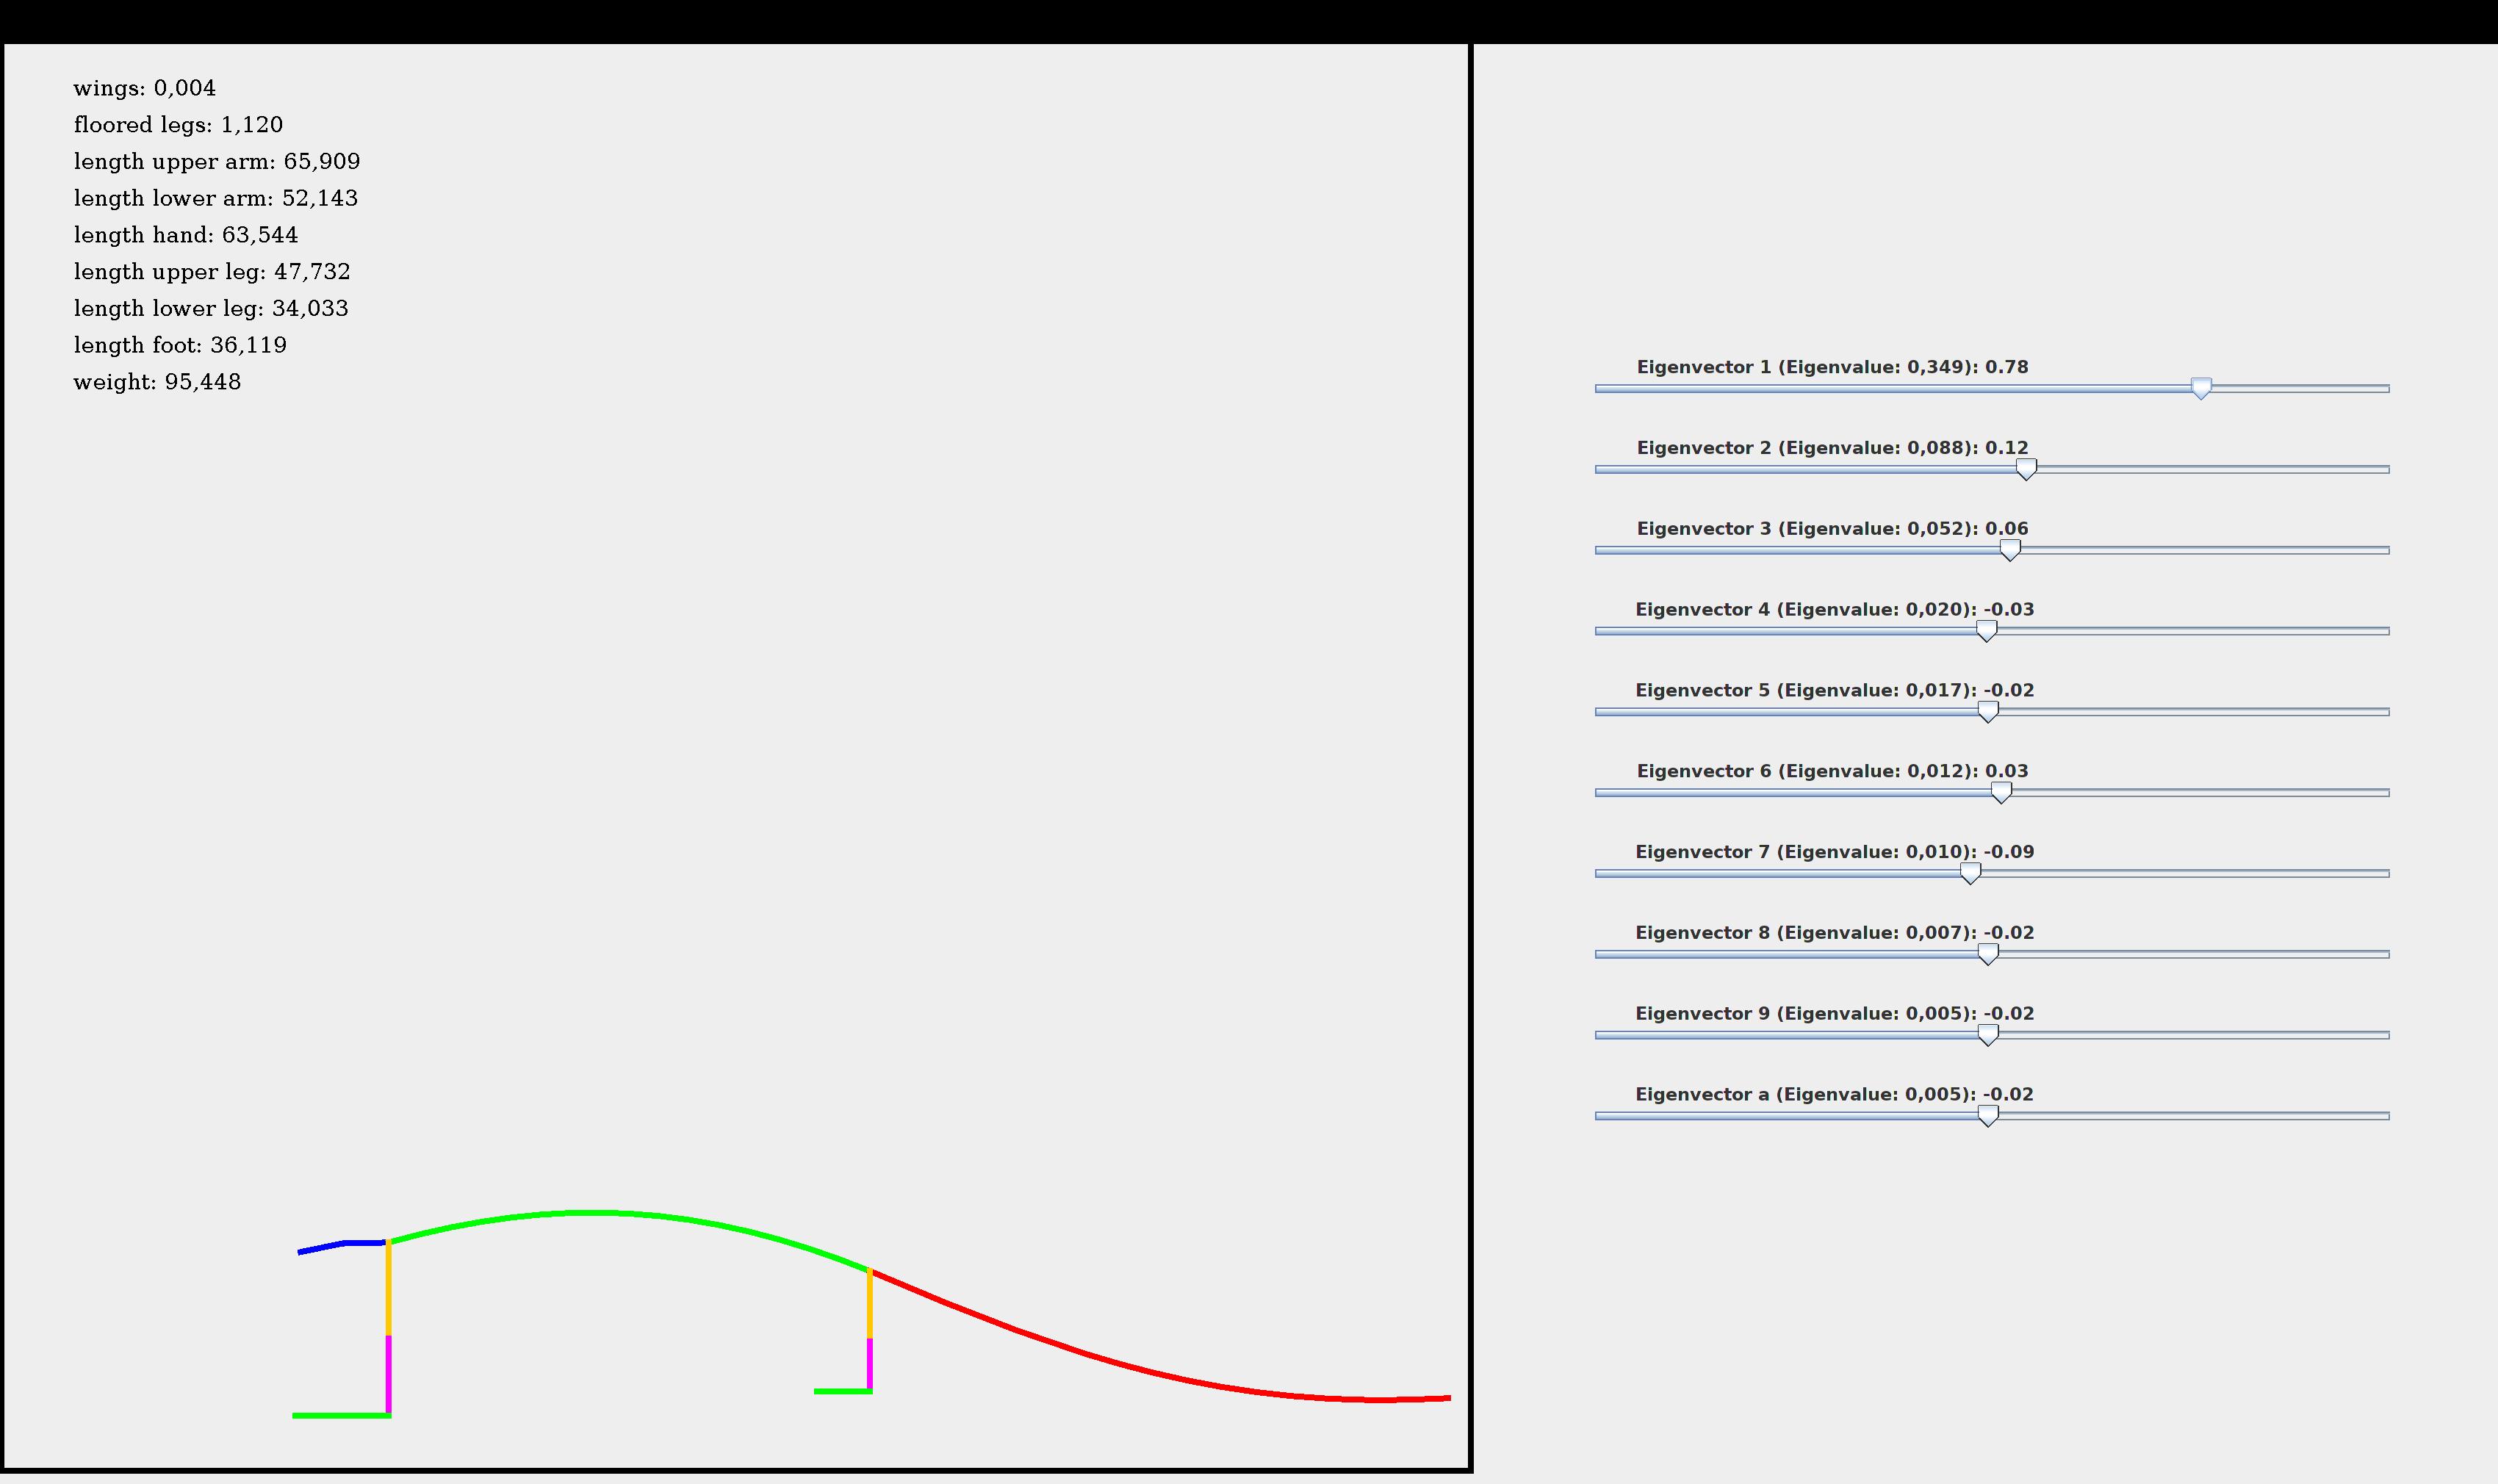 wings: 0,004
floored legs: 1,120
length upper arm: 65,909
length lower arm: 52,143
length hand: 63,544
length upper leg: 47,732
length lower leg: 34,033
length foot: 36,119
weight: 95,448
Eigenvector 1 (Eigenvalue: 0,349): 0.78
Eigenvector 2 (Eigenvalue: 0,088): 0.12
Eigenvector 3 (Eigenvalue: 0,052): 0.06
Eigenvector 4 (Eigenvalue: 0,020): -0.03
Eigenvector 5 (Eigenvalue: 0,017): -0.02
Eigenvector 6 (Eigenvalue: 0,012): 0.03
Eigenvector 7 (Eigenvalue: 0,010): -0.09
Eigenvector 8 (Eigenvalue: 0,007): -0.02
Eigenvector 9 (Eigenvalue: 0,005): -0.02
Eigenvector a (Eigenvalue: 0,005): -0.02